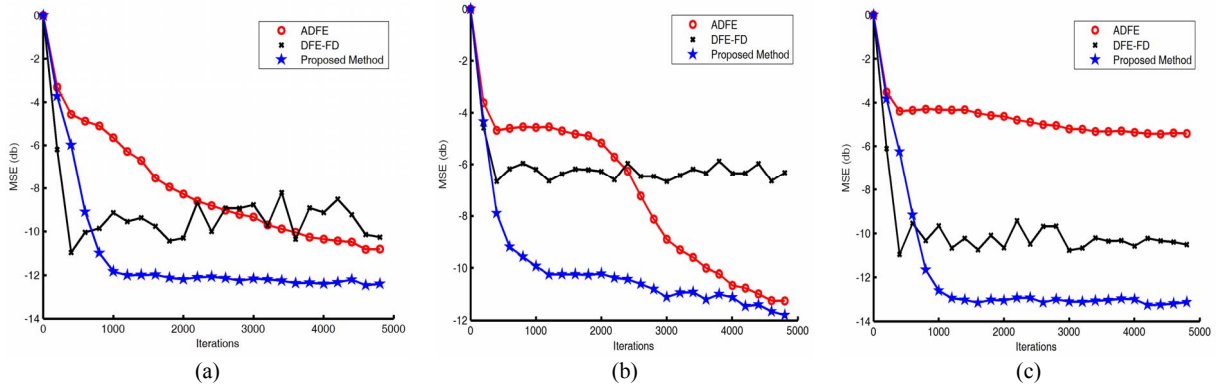 0
-2
-4
-6
-8
-10
-12
-14
MSE (db)
0
1000
2000
3000
4000
5000
Iterations
ADFE
DFE-FD
Proposed Method
(a)
0
-2
-4
-6
-8
-10
-12
MSE (db)
0
1000
2000
3000
4000
5000
Iterations
ADFE
DFE-FD
Proposed Method
(b)
0
-2
-4
-6
-8
-10
-12
-14
MSE (db)
0
1000
2000
3000
4000
5000
Iterations
ADFE
DFE-FD
Proposed Method
(c)